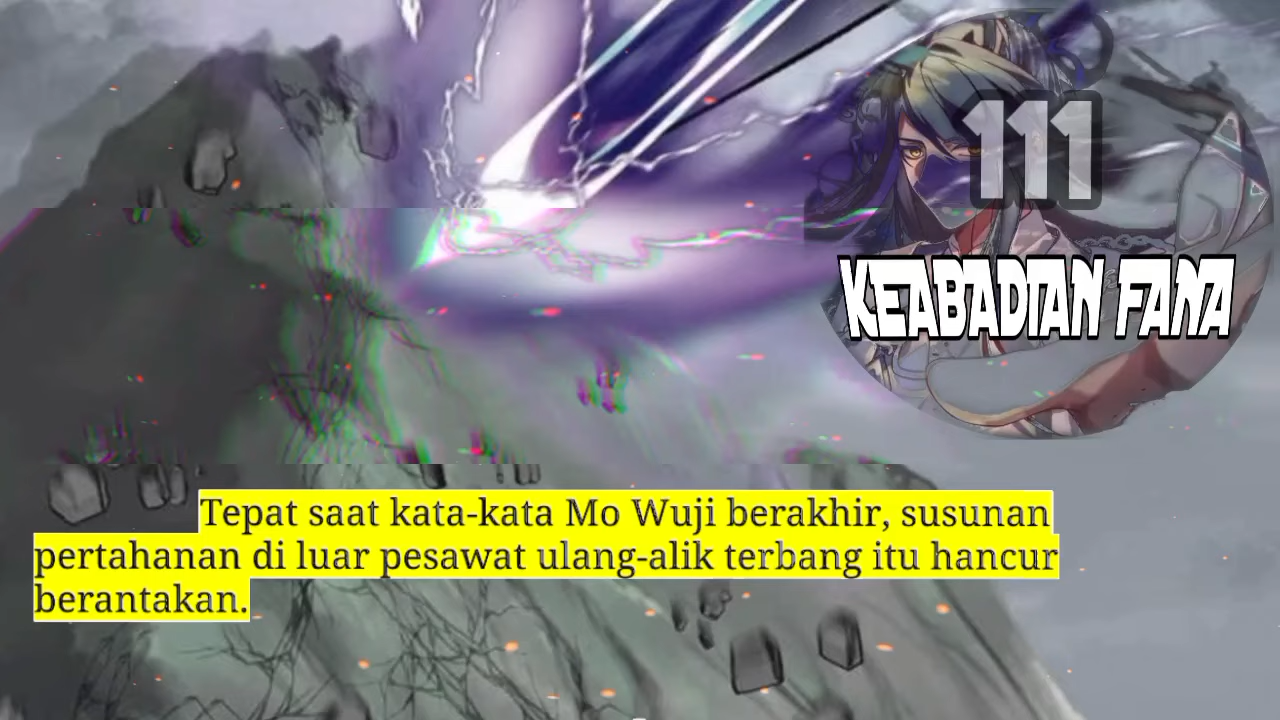 111
KEABADIAN FANA
Tepat saat kata-kata Mo Wuji berakhir, susunan
pertahanan di luar pesawat ulang-alik terbang itu hancur
berantakan.